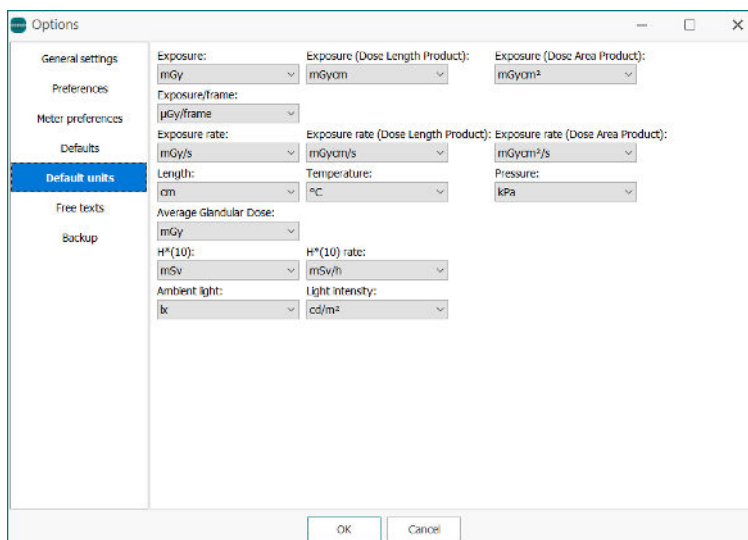 Options
General settings
Preferences
Meter preferences
Defaults
Default units
Free texts
Backup
Exposure: Exposure (Dose Length Product): Exposure (Dose Area Product):
mGy mGycm mGycm²
Exposure/frame:
µGy/frame
Exposure rate: Exposure rate (Dose Length Product): Exposure rate (Dose Area Product):
mGy/s mGycm/s mGycm²/s
Length: Temperature: Pressure:
cm °C kPa
Average Glandular Dose:
mGy
H*(10): H*(10) rate:
mSv mSv/h
Ambient light: Light intensity:
lx cd/m²
OK Cancel